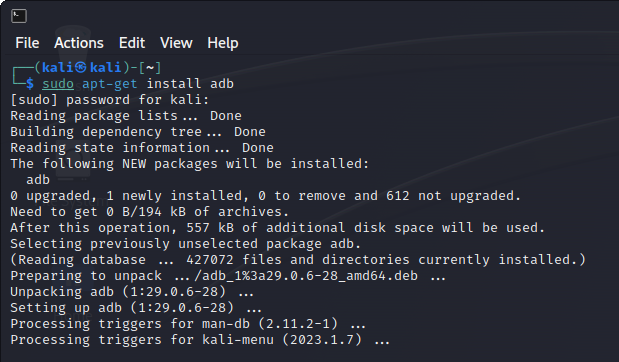 File Actions Edit View Help
┌──(kali㉿kali)-[~]
└─$ sudo apt-get install adb
[sudo] password for kali:
Reading package lists... Done
Building dependency tree... Done
Reading state information... Done
The following NEW packages will be installed:
  adb
0 upgraded, 1 newly installed, 0 to remove and 612 not upgraded.
Need to get 0 B/194 kB of archives.
After this operation, 557 kB of additional disk space will be used.
Selecting previously unselected package adb.
(Reading database ... 427072 files and directories currently installed.)
Preparing to unpack .../adb_1%3a29.0.6-28_amd64.deb ...
Unpacking adb (1:29.0.6-28) ...
Setting up adb (1:29.0.6-28) ...
Processing triggers for man-db (2.11.2-1) ...
Processing triggers for kali-menu (2023.1.7) ...